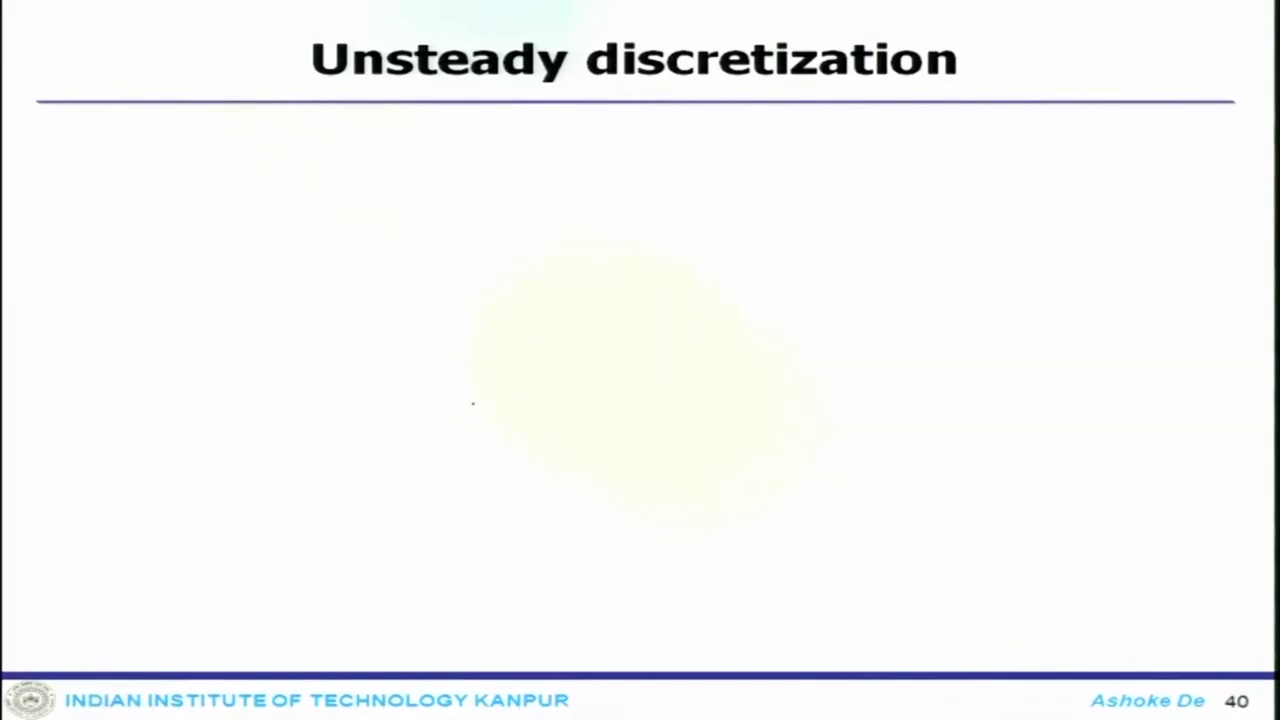 Unsteady discretization
INDIAN INSTITUTE OF TECHNOLOGY KANPUR
Ashoke De 40